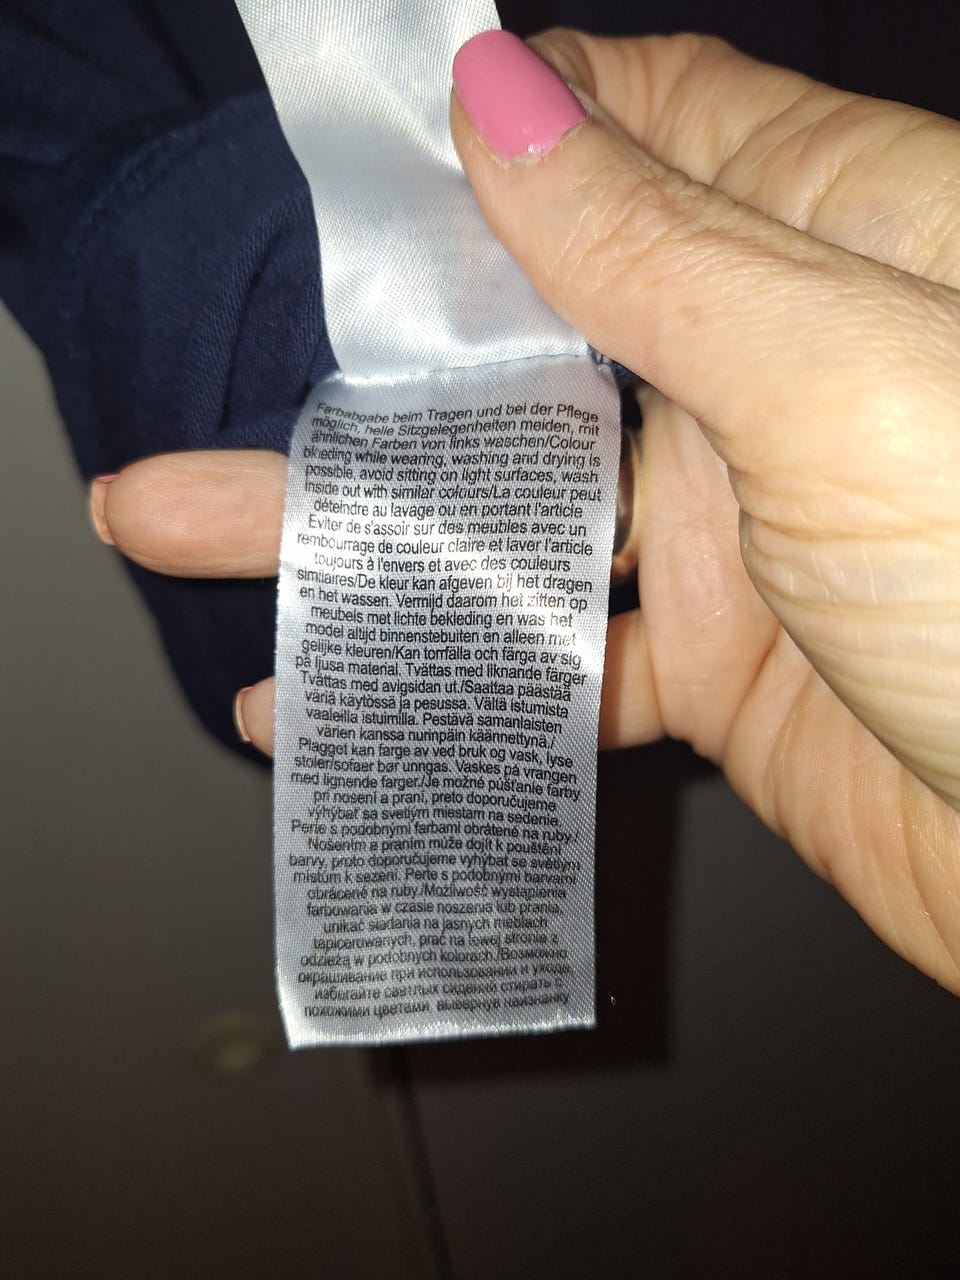 Farbabgabe beim Tragen und bei der Pflege
möglich, helle Sitzgelegenheiten meiden, mit
ähnlichen Farben von links waschen/Colour
bleeding while wearing, washing and drying is
possible, avoid sitting on light surfaces, wash
inside out with similar colours/La couleur peut
déteindre au lavage ou en portant l'article
Éviter de s'assoir sur des meubles avec un
rembourrage de couleur claire et laver l'article
toujours à l'envers et avec des couleurs
similaires/De kleur kan afgeven bij het dragen
en het wassen. Vermijd daarom het zitten op
meubels met lichte bekleding en was het
model altijd binnenstebuiten en alleen met
gelijke kleuren/Kan torrfälla och färga av sig
på ljusa material. Tvättas med liknande färger
Tvättas med avigsidan ut./Saattaa päästää
väriä käytössä ja pesussa. Vältä istumista
vaaleilla istuimilla. Pestävä samanlaisten
värien kanssa nurinpäin käännettynä./
Plagget kan farge av ved bruk og vask, lyse
stoler/sofaer bør unngas. Vaskes på vrangen
med lignende farger./Je možné púšťanie farby
pri nosení a praní, preto doporučujeme
vyhýbať sa svetlým miestam na sedenie.
Perte s podobnými farbami obrátené na ruby./
Nošením a praním může dojít k pouštění
barvy, proto doporučujeme vyhýbat se světlým
místům k sezení. Perte s podobnými barvami
obrácené na ruby./Możliwość wystąpienia
farbowania w czasie noszenia lub prania,
unikać siadania na jasnych meblach
tapicerowanych, prać na lewej stronie z
odzieżą w podobnych kolorach./Возможно
окрашивание при использовании и уходе,
избегайте светлых сидений стирать с
похожими цветами, вывернув наизнанку